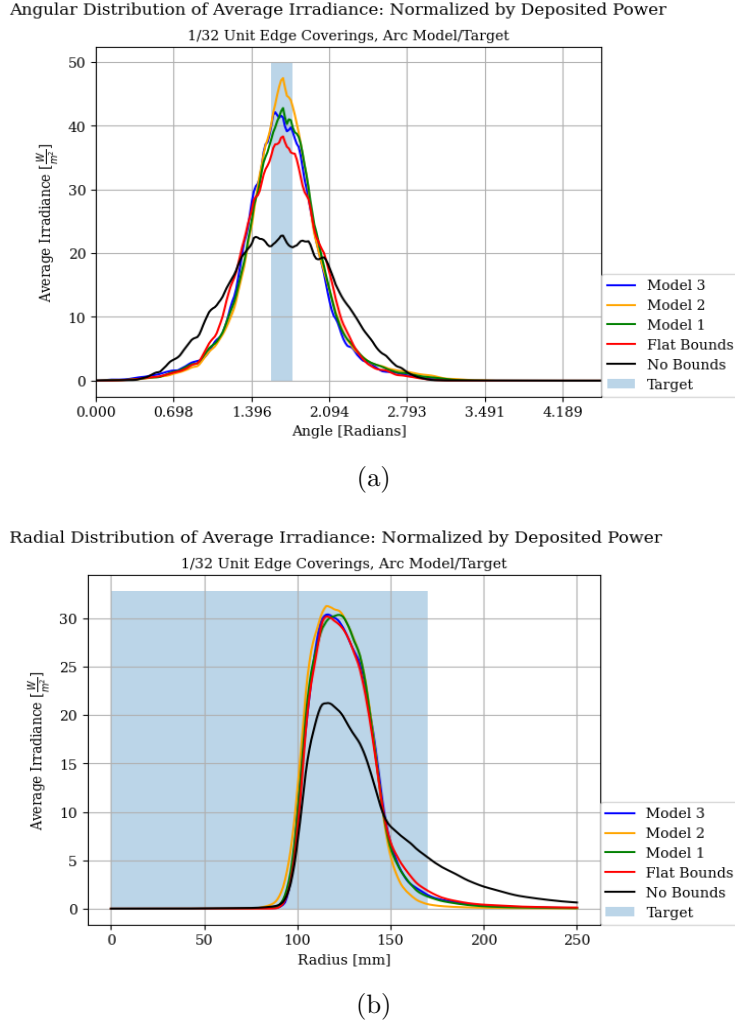 Angular Distribution of Average Irradiance: Normalized by Deposited Power
1/32 Unit Edge Coverings, Arc Model/Target
50
40
30
20
10
0
Average Irradiance [W/m²]
0.000 0.698 1.396 2.094 2.793 3.491 4.189
Angle [Radians]
Model 3
Model 2
Model 1
Flat Bounds
No Bounds
Target
(a)
Radial Distribution of Average Irradiance: Normalized by Deposited Power
1/32 Unit Edge Coverings, Arc Model/Target
30
25
20
15
10
5
0
Average Irradiance [W/m²]
0 50 100 150 200 250
Radius [mm]
Model 3
Model 2
Model 1
Flat Bounds
No Bounds
Target
(b)